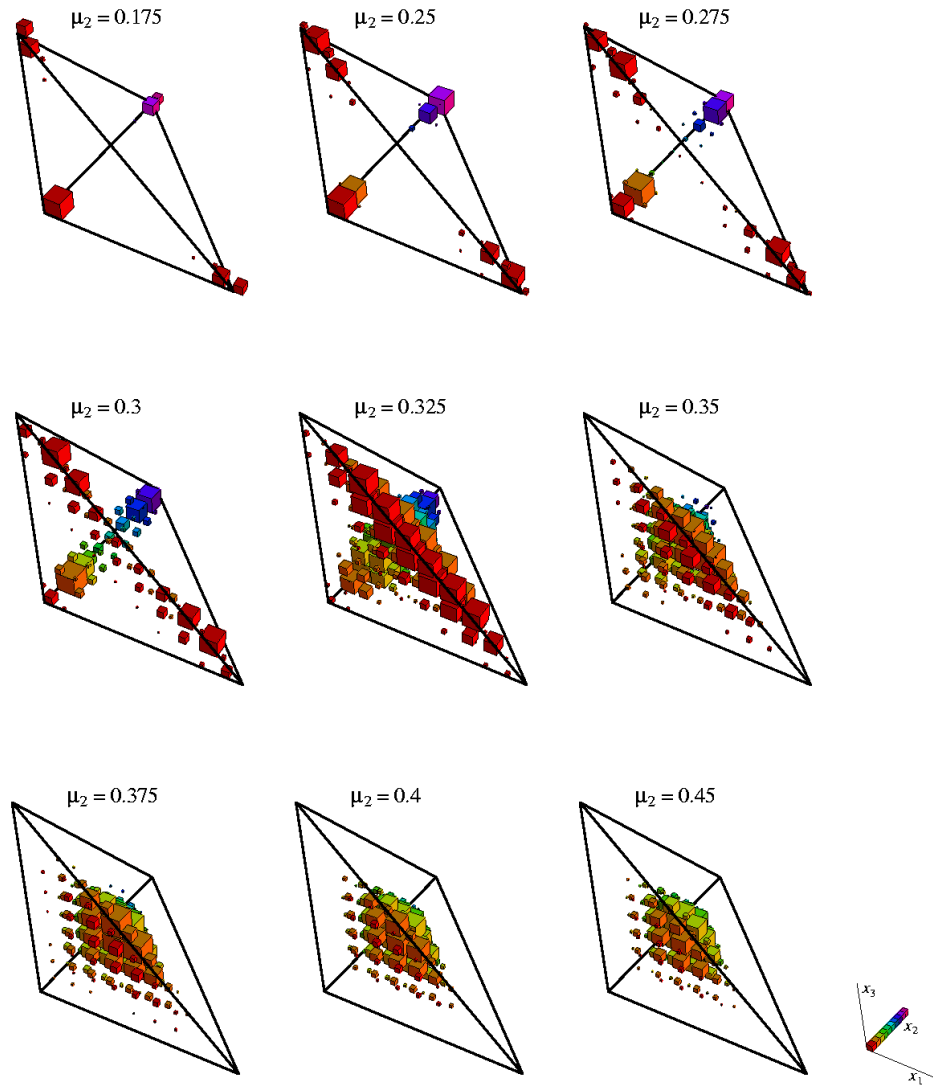 μ₂ = 0.175
μ₂ = 0.25
μ₂ = 0.275
μ₂ = 0.3
μ₂ = 0.325
μ₂ = 0.35
μ₂ = 0.375
μ₂ = 0.4
μ₂ = 0.45
x₃
x₂
x₁